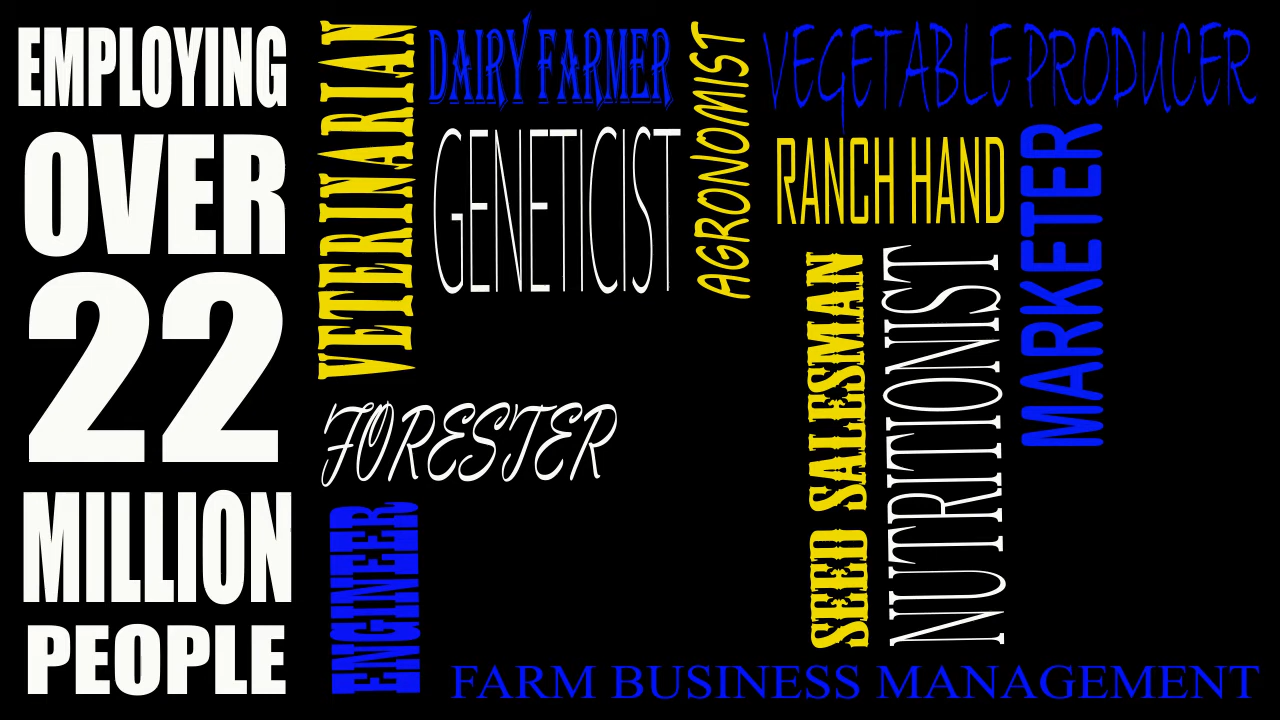 EMPLOYING
OVER
22
MILLION
PEOPLE
VETERINARIAN
DAIRY FARMER
GENETICIST
AGRONOMIST
VEGETABLE PRODUCER
RANCH HAND
MARKETER
SEED SALESMAN
NUTRITIONIST
FORESTER
ENGINEER
FARM BUSINESS MANAGEMENT